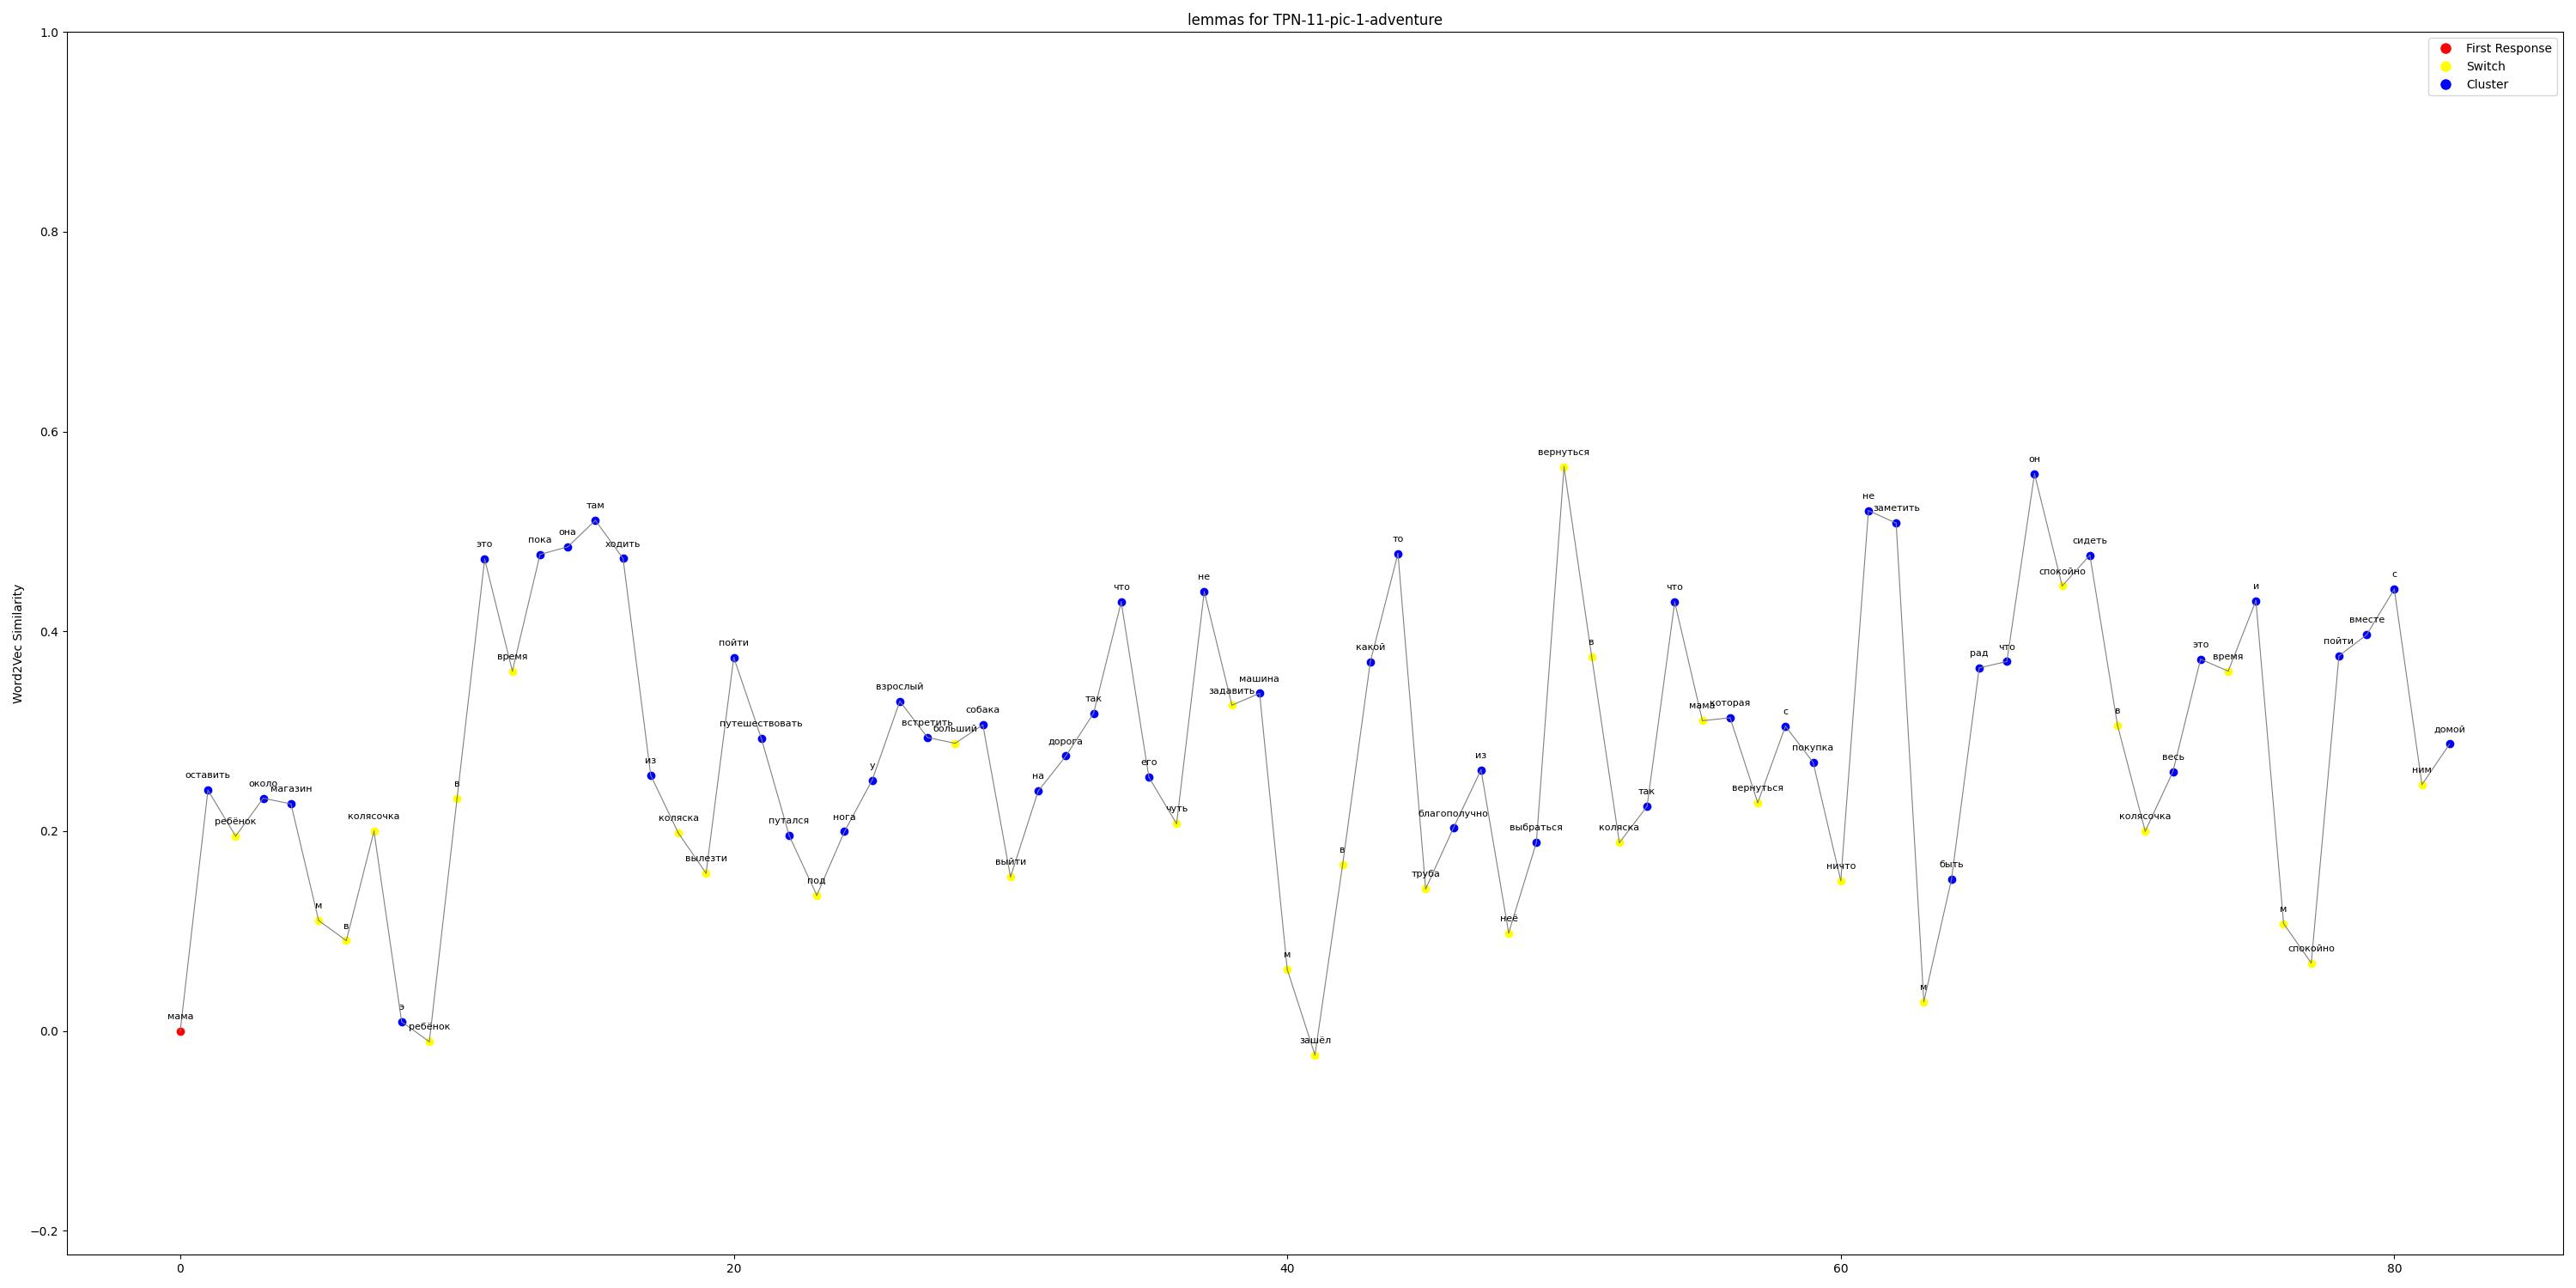 lemmas for TPN-11-pic-1-adventure
First Response
Switch
Cluster
Word2Vec Similarity
1.0
0.8
0.6
0.4
0.2
0.0
−0.2
0
20
40
60
80
мама
оставить
ребёнок
около
магазин
м
в
колясочка
э
ребёнок
в
это
время
пока
она
там
ходить
из
коляска
вылезти
пойти
путешествовать
путался
под
нога
у
взрослый
встретить
больший
собака
выйти
на
дорога
так
что
его
чуть
не
задавить
машина
м
зашёл
в
какой
то
труба
благополучно
из
неё
выбраться
вернуться
в
коляска
так
что
мама
которая
вернуться
с
покупка
ничто
не
заметить
м
быть
рад
что
он
спокойно
сидеть
в
колясочка
весь
это
время
и
м
спокойно
пойти
вместе
с
ним
домой